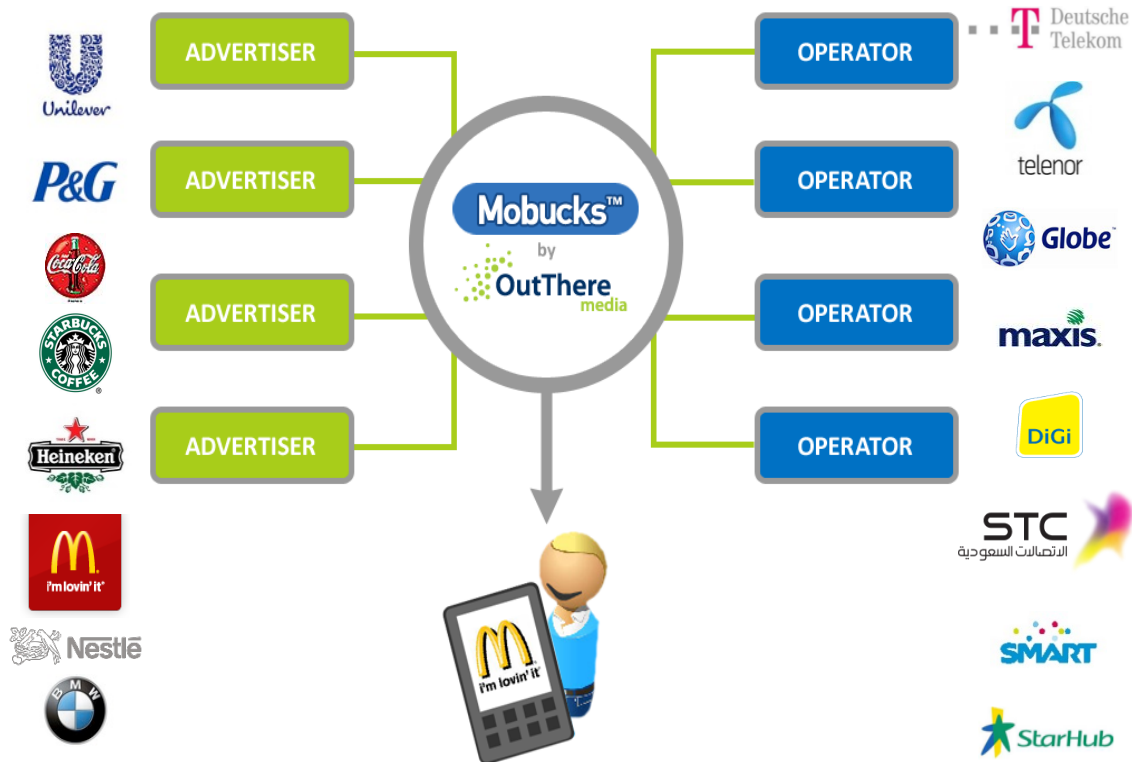 Unilever
P&G
Coca-Cola
STARBUCKS
COFFEE
®
Heineken
M
i'm lovin' it®
Nestlé
BMW
ADVERTISER
ADVERTISER
ADVERTISER
ADVERTISER
Mobucks™
by
OutThere
media
M
i'm lovin' it®
OPERATOR
OPERATOR
OPERATOR
OPERATOR
T Deutsche
Telekom
telenor
Globe
maxis.
DiGi
STC
الاتصالات السعودية
SMART
StarHub